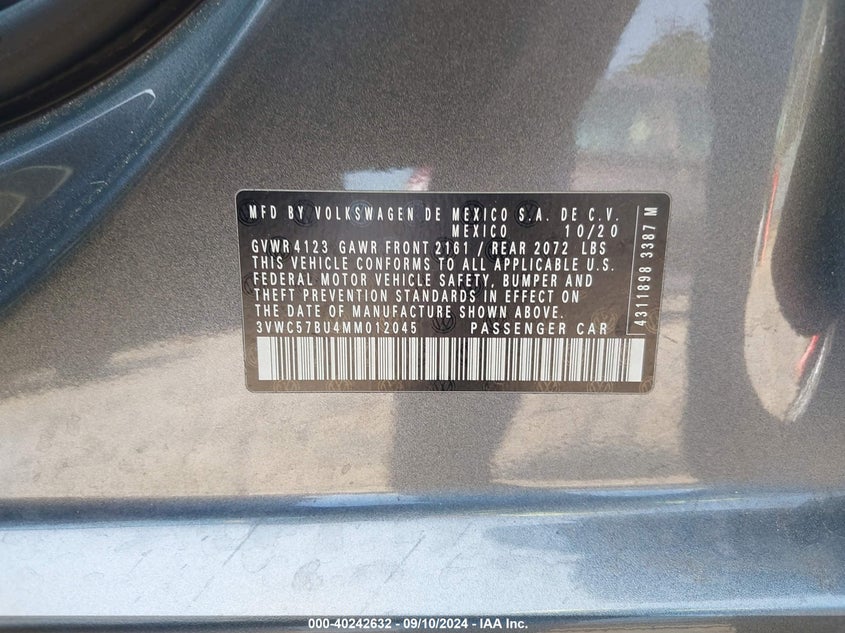 MFD BY VOLKSWAGEN DE MEXICO S.A. DE C.V.
MEXICO 10/20
GVWR 4123 GAWR FRONT 2161 / REAR 2072 LBS
THIS VEHICLE CONFORMS TO ALL APPLICABLE U.S.
FEDERAL MOTOR VEHICLE SAFETY, BUMPER AND
THEFT PREVENTION STANDARDS IN EFFECT ON
THE DATE OF MANUFACTURE SHOWN ABOVE.
3VWC57BU4MM012045 PASSENGER CAR
4311898 3387 M
000-40242632 - 09/10/2024 - IAA Inc.